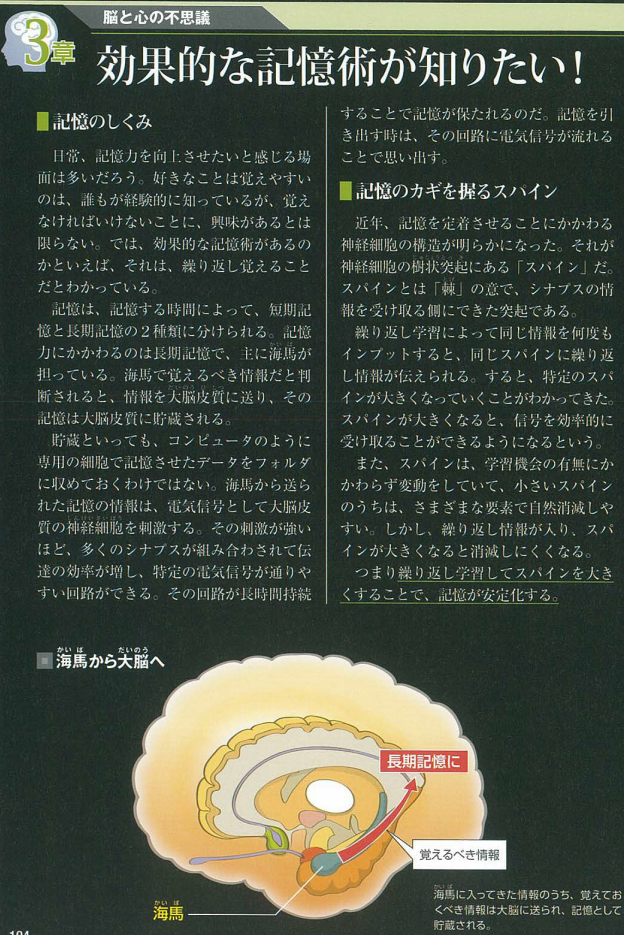 脳と心の不思議
3章
効果的な記憶術が知りたい!
記憶のしくみ
日常、記憶力を向上させたいと感じる場
面は多いだろう。好きなことは覚えやすい
のは、誰もが経験的に知っているが、覚え
なければいけないことに、興味があるとは
限らない。では、効果的な記憶術があるの
かといえば、それは、繰り返し覚えること
だとわかっている。
記憶は、記憶する時間によって、短期記
憶と長期記憶の2種類に分けられる。記憶
力にかかわるのは長期記憶で、主に海馬が
担っている。海馬で覚えるべき情報だと判
断されると、情報を大脳皮質に送り、その
記憶は大脳皮質に貯蔵される。
貯蔵といっても、コンピュータのように
専用の細胞で記憶させたデータをフォルダ
に収めておくわけではない。海馬から送ら
れた記憶の情報は、電気信号として大脳皮
質の神経細胞を刺激する。その刺激が強い
ほど、多くのシナプスが組み合わされて伝
達の効率が増し、特定の電気信号が通りや
すい回路ができる。その回路が長時間持続
することで記憶が保たれるのだ。記憶を引
き出す時は、その回路に電気信号が流れる
ことで思い出す。
記憶のカギを握るスパイン
近年、記憶を定着させることにかかわる
神経細胞の構造が明らかになった。それが
神経細胞の樹状突起にある「スパイン」だ。
スパインとは「棘」の意で、シナプスの情
報を受け取る側にできた突起である。
繰り返し学習によって同じ情報を何度も
インプットすると、同じスパインに繰り返
し情報が伝えられる。すると、特定のスパ
インが大きくなっていくことがわかってきた。
スパインが大きくなると、信号を効率的に
受け取ることができるようになるという。
また、スパインは、学習機会の有無にか
かわらず変動をしていて、小さいスパイン
のうちは、さまざまな要素で自然消滅しや
すい。しかし、繰り返し情報が入り、スパ
インが大きくなると消滅しにくくなる。
つまり繰り返し学習してスパインを大き
くすることで、記憶が安定化する。
海馬から大脳へ
長期記憶に
覚えるべき情報
海馬
海馬に入ってきた情報のうち、覚えてお
くべき情報は大脳に送られ、記憶として
貯蔵される。